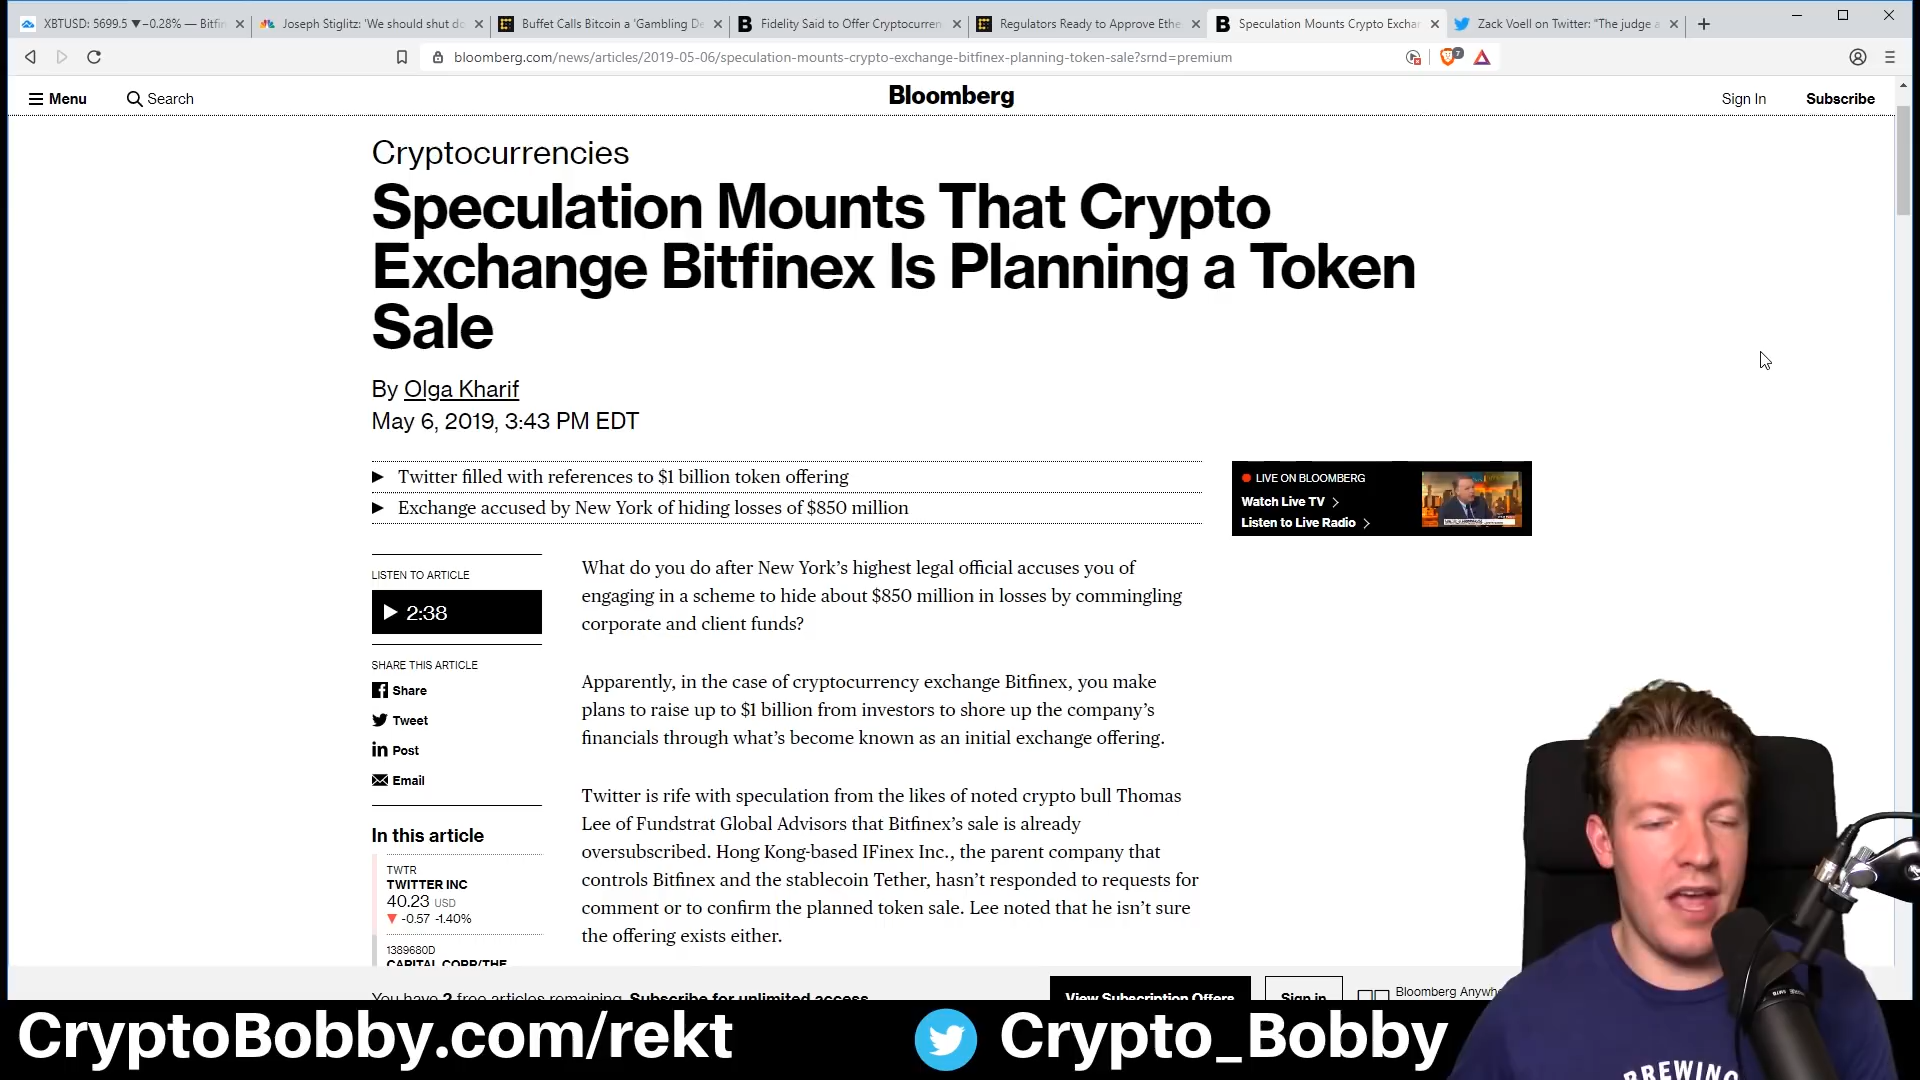 XBTUSD: 5699.5 ▼−0.28% — Bitfin
Joseph Stiglitz: 'We should shut do
Buffet Calls Bitcoin a 'Gambling De
Fidelity Said to Offer Cryptocurren
Regulators Ready to Approve Ethe
Speculation Mounts Crypto Exchan
Zack Voell on Twitter: "The judge a
bloomberg.com/news/articles/2019-05-06/speculation-mounts-crypto-exchange-bitfinex-planning-token-sale?srnd=premium
7
Menu
Search
Bloomberg
Sign In
Subscribe
Cryptocurrencies
Speculation Mounts That Crypto
Exchange Bitfinex Is Planning a Token
Sale
By Olga Kharif
May 6, 2019, 3:43 PM EDT
Twitter filled with references to $1 billion token offering
Exchange accused by New York of hiding losses of $850 million
LIVE ON BLOOMBERG
Watch Live TV
Listen to Live Radio
LISTEN TO ARTICLE
2:38
SHARE THIS ARTICLE
Share
Tweet
Post
Email
In this article
TWTR
TWITTER INC
40.23 USD
▼ -0.57 -1.40%
1389680D
CAPITAL CORP/THE
What do you do after New York’s highest legal official accuses you of
engaging in a scheme to hide about $850 million in losses by commingling
corporate and client funds?
Apparently, in the case of cryptocurrency exchange Bitfinex, you make
plans to raise up to $1 billion from investors to shore up the company’s
financials through what’s become known as an initial exchange offering.
Twitter is rife with speculation from the likes of noted crypto bull Thomas
Lee of Fundstrat Global Advisors that Bitfinex’s sale is already
oversubscribed. Hong Kong-based IFinex Inc., the parent company that
controls Bitfinex and the stablecoin Tether, hasn’t responded to requests for
comment or to confirm the planned token sale. Lee noted that he isn’t sure
the offering exists either.
You have 2 free articles remaining. Subscribe for unlimited access.
View Subscription Offers
Sign in
Bloomberg Anywh
CryptoBobby.com/rekt
Crypto_Bobby
BREWING